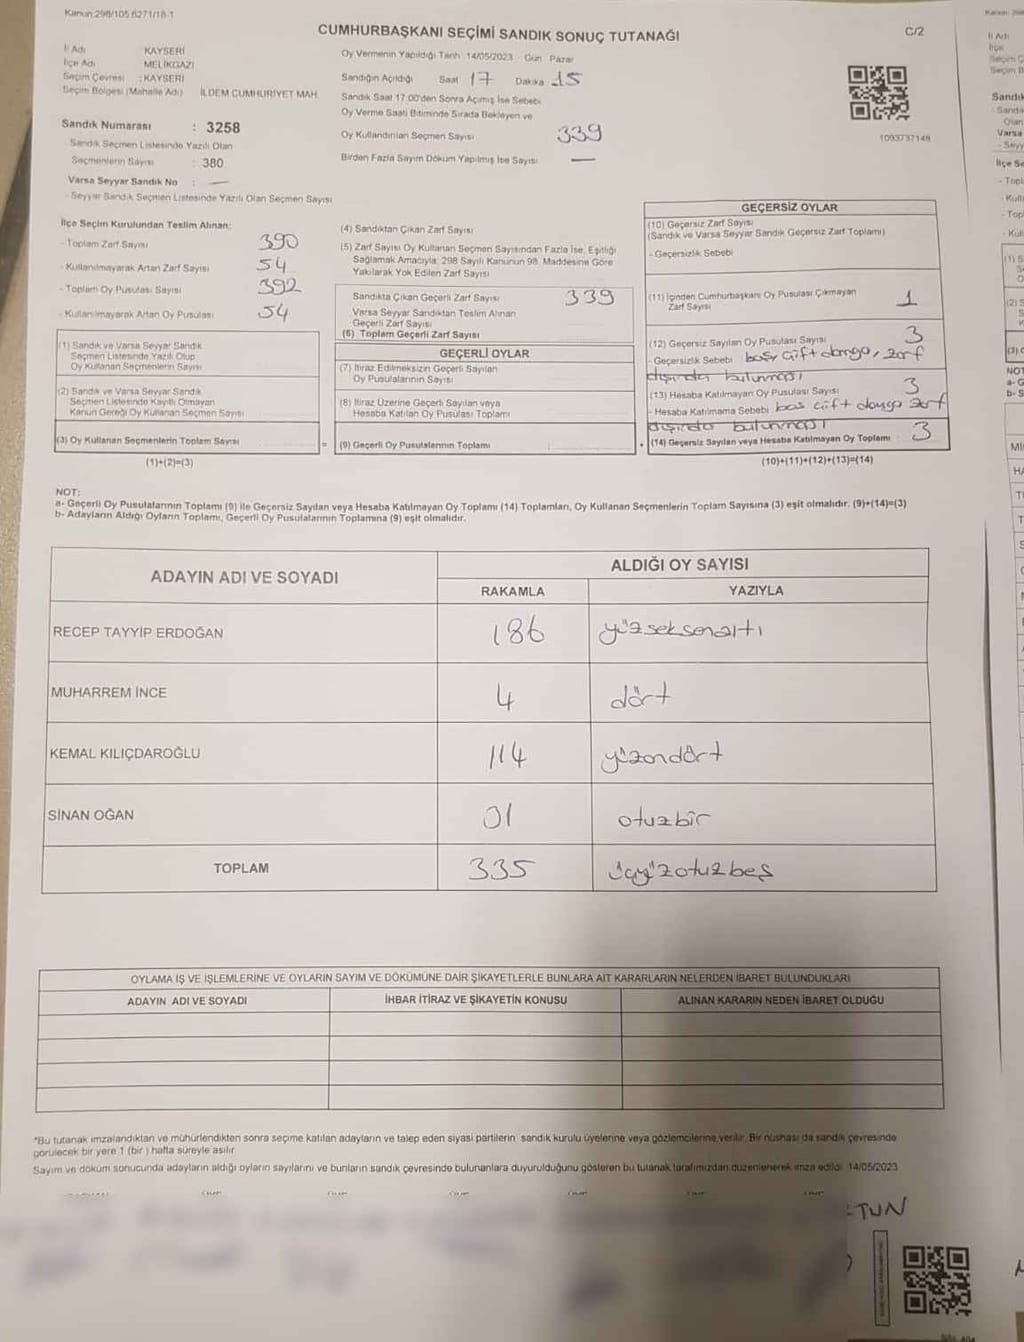 Kanun:298/105.6271/18-1
CUMHURBAŞKANI SEÇİMİ SANDIK SONUÇ TUTANAĞI
C/2
İl Adı KAYSERİ
İlçe Adı MELİKGAZİ
Seçim Çevresi : KAYSERİ
Seçim Bölgesi (Mahalle Adı) İLDEM CUMHURİYET MAH.
Sandık Numarası : 3258
- Sandık Seçmen Listesinde Yazılı Olan
Seçmenlerin Sayısı : 380
Varsa Seyyar Sandık No : —
- Seyyar Sandık Seçmen Listesinde Yazılı Olan Seçmen Sayısı
Oy Vermenin Yapıldığı Tarih 14/05/2023 Gün Pazar
Sandığın Açıldığı Saat 17 Dakika 15
Sandık Saat 17:00'den Sonra Açımış İse Sebebi
Oy Verme Saati Bitiminde Sırada Bekleyen ve
Oy Kullandırılan Seçmen Sayısı 339
Birden Fazla Sayım Döküm Yapılmış İse Sayısı —
1093737148
İlçe Seçim Kurulundan Teslim Alınan;
- Toplam Zarf Sayısı 390
- Kullanılmayarak Artan Zarf Sayısı 54
- Toplam Oy Pusulası Sayısı 392
- Kullanılmayarak Artan Oy Pusulası 54
(1) Sandık ve Varsa Seyyar Sandık
Seçmen Listesinde Yazılı Olup
Oy Kullanan Seçmenlerin Sayısı
(2) Sandık ve Varsa Seyyar Sandık
Seçmen Listesinde Kayıtlı Olmayan
Kanun Gereği Oy Kullanan Seçmen Sayısı
(3) Oy Kullanan Seçmenlerin Toplam Sayısı =
(1)+(2)=(3)
(4) Sandıktan Çıkan Zarf Sayısı
(5) Zarf Sayısı Oy Kullanan Seçmen Sayısından Fazla İse, Eşitliği
Sağlamak Amacıyla, 298 Sayılı Kanunun 98. Maddesine Göre
Yakılarak Yok Edilen Zarf Sayısı
Sandıkta Çıkan Geçerli Zarf Sayısı 339
Varsa Seyyar Sandıktan Teslim Alınan
Geçerli Zarf Sayısı
(6) Toplam Geçerli Zarf Sayısı
GEÇERLİ OYLAR
(7) İtiraz Edilmeksizin Geçerli Sayılan
Oy Pusulalarının Sayısı
(8) İtiraz Üzerine Geçerli Sayılan veya
Hesaba Katılan Oy Pusulası Toplamı
(9) Geçerli Oy Pusulalarının Toplamı : +
GEÇERSİZ OYLAR
(10) Geçersiz Zarf Sayısı
(Sandık ve Varsa Seyyar Sandık Geçersiz Zarf Toplamı)
- Geçersizlik Sebebi
(11) İçinden Cumhurbaşkanı Oy Pusulası Çıkmayan
Zarf Sayısı 1
(12) Geçersiz Sayılan Oy Pusulası Sayısı 3
- Geçersizlik Sebebi boş, çift damga, zarf
dışında bulunması
(13) Hesaba Katılmayan Oy Pusulası Sayısı 3
- Hesaba Katılmama Sebebi boş çift damga zarf
dışında bulunması
(14) Geçersiz Sayılan veya Hesaba Katılmayan Oy Toplamı : 3
(10)+(11)+(12)+(13)=(14)
NOT:
a- Geçerli Oy Pusulalarının Toplamı (9) ile Geçersiz Sayılan veya Hesaba Katılmayan Oy Toplamı (14) Toplamları, Oy Kullanan Seçmenlerin Toplam Sayısına (3) eşit olmalıdır. (9)+(14)=(3)
b- Adayların Aldığı Oyların Toplamı, Geçerli Oy Pusulalarının Toplamına (9) eşit olmalıdır.
ADAYIN ADI VE SOYADI
ALDIĞI OY SAYISI
RAKAMLA YAZIYLA
RECEP TAYYİP ERDOĞAN 186 yüzseksenaltı
MUHARREM İNCE 4 dört
KEMAL KILIÇDAROĞLU 114 yüzondört
SİNAN OĞAN 31 otuzbir
TOPLAM 335 üçyüzotuzbeş
OYLAMA İŞ VE İŞLEMLERİNE VE OYLARIN SAYIM VE DÖKÜMÜNE DAİR ŞİKAYETLERLE BUNLARA AİT KARARLARIN NELERDEN İBARET BULUNDUKLARI
ADAYIN ADI VE SOYADI İHBAR İTİRAZ VE ŞİKAYETİN KONUSU ALINAN KARARIN NEDEN İBARET OLDUĞU
*Bu tutanak imzalandıktan ve mühürlendikten sonra seçime katılan adayların ve talep eden siyasi partilerin sandık kurulu üyelerine veya gözlemcilerine verilir. Bir nüshası da sandık çevresinde
görülecek bir yere 1 (bir) hafta süreyle asılır.
Sayım ve döküm sonucunda adayların aldığı oyların sayılarını ve bunların sandık çevresinde bulunanlara duyurulduğunu gösteren bu tutanak tarafımızdan düzenlenerek imza edildi. 14/05/2023
TUN